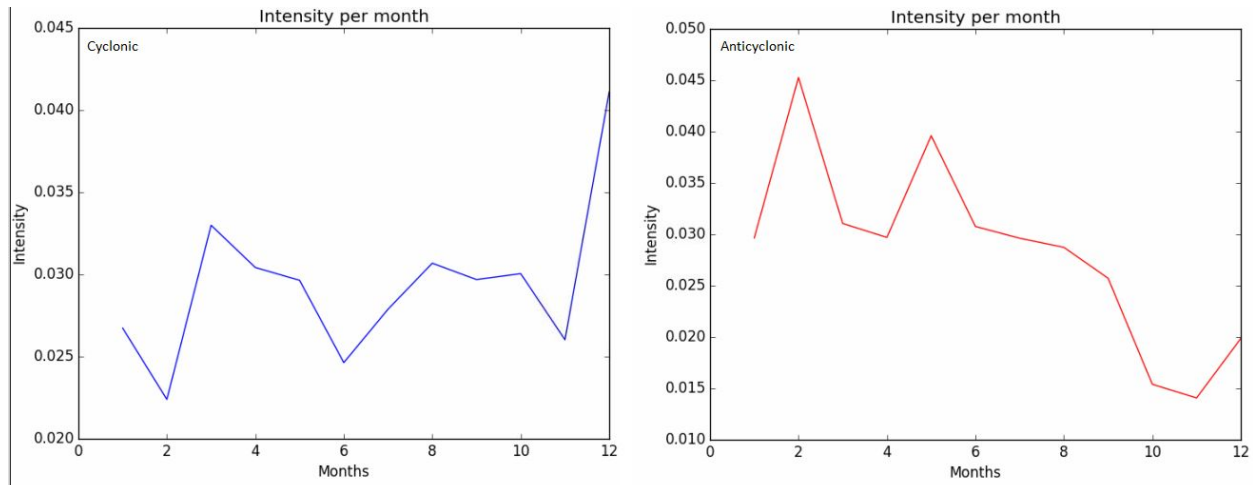 Intensity per month
Cyclonic
0.045
0.040
0.035
0.030
0.025
0.020
Intensity
0 2 4 6 8 10 12
Months
Intensity per month
Anticyclonic
0.050
0.045
0.040
0.035
0.030
0.025
0.020
0.015
0.010
Intensity
0 2 4 6 8 10 12
Months